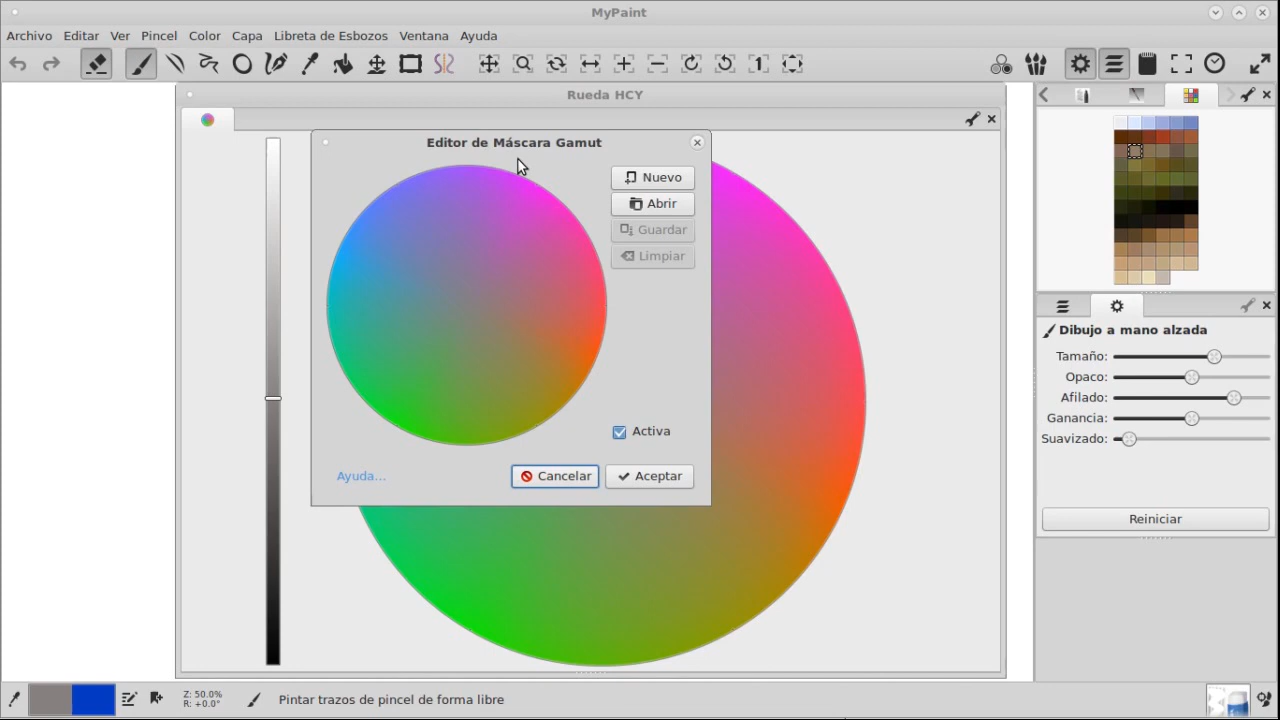 MyPaint
Archivo Editar Ver Pincel Color Capa Libreta de Esbozos Ventana Ayuda
Rueda HCY
Editor de Máscara Gamut
Nuevo
Abrir
Guardar
Limpiar
Activa
Ayuda...
Cancelar
Aceptar
Dibujo a mano alzada
Tamaño:
Opaco:
Afilado:
Ganancia:
Suavizado:
Reiniciar
Z: 50.0%
R: +0.0°
Pintar trazos de pincel de forma libre